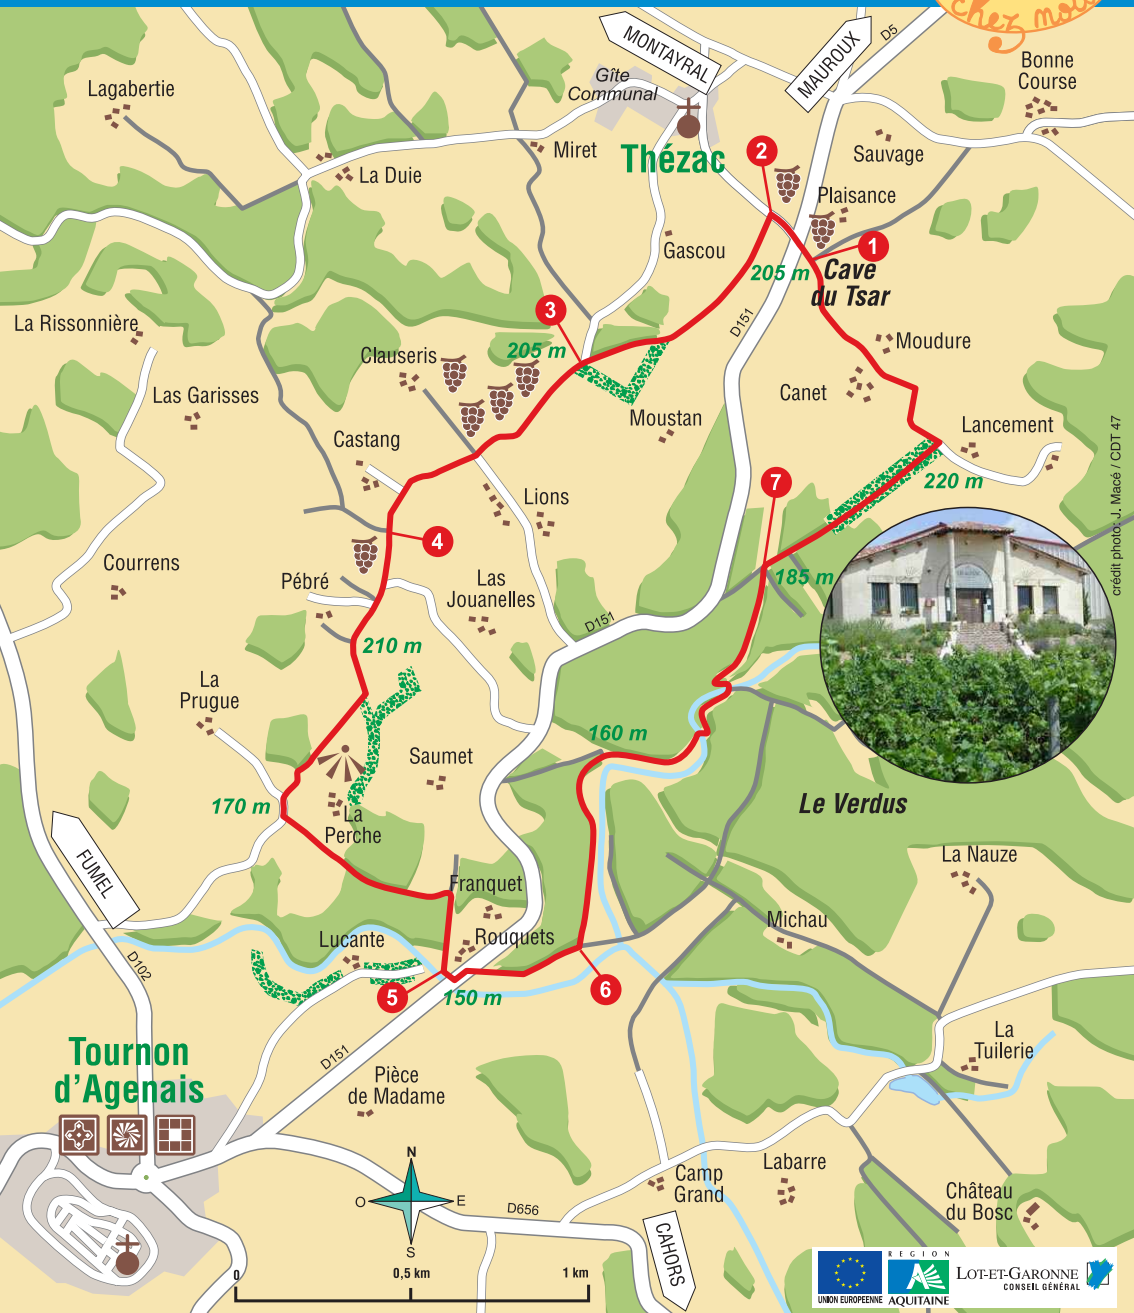 chez nous
MONTAYRAL
MAUROUX
D5
Bonne
Course
Lagabertie
Gîte
Communal
Miret
Thézac
2
Sauvage
La Duie
Plaisance
Gascou
1
205 m
Cave
du Tsar
La Rissonnière
3
D151
Clauseris
205 m
Moudure
Las Garisses
Canet
Moustan
Castang
Lancement
7
220 m
Lions
4
crédit photo: J. Macé / CDT 47
Courrens
Pébré
Las
Jouanelles
185 m
D151
210 m
La
Prugue
160 m
Saumet
170 m
La
Perche
Le Verdus
FUMEL
La Nauze
Franquet
Michau
Lucante
Rouquets
D102
5
150 m
6
Tournon
d'Agenais
D151
La
Tuilerie
Pièce
de Madame
N
O
E
S
Camp
Grand
Labarre
Château
du Bosc
D656
CAHORS
0
0,5 km
1 km
UNION EUROPEENNE
REGION
AQUITAINE
LOT-ET-GARONNE
CONSEIL GÉNÉRAL